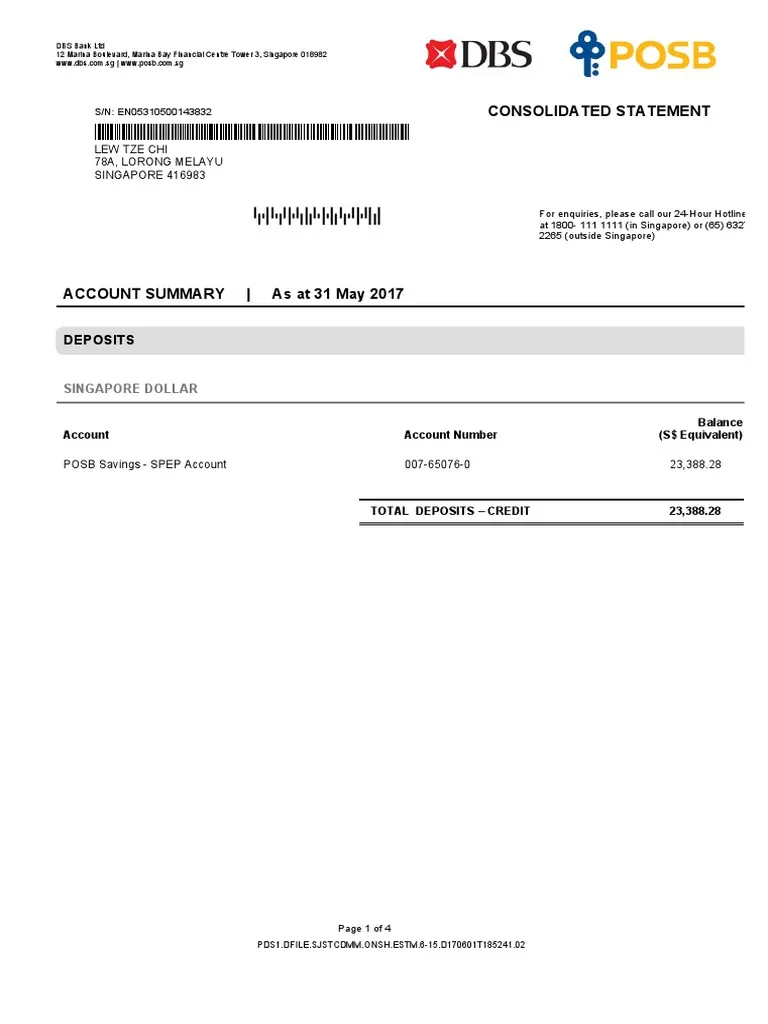 DBS Bank Ltd
12 Marina Boulevard, Marina Bay Financial Centre Tower 3, Singapore 018982
www.dbs.com.sg | www.posb.com.sg
DBS
POSB
S/N: EN05310500143832
CONSOLIDATED STATEMENT
LEW TZE CHI
78A, LORONG MELAYU
SINGAPORE 416983
For enquiries, please call our 24-Hour Hotline
at 1800- 111 1111 (in Singapore) or (65) 6327
2265 (outside Singapore)
ACCOUNT SUMMARY | As at 31 May 2017
DEPOSITS
SINGAPORE DOLLAR
Balance
Account Account Number (S$ Equivalent)
POSB Savings - SPEP Account 007-65076-0 23,388.28
TOTAL DEPOSITS – CREDIT 23,388.28
Page 1 of 4
PDS1.DFILE.SJSTCDMM.ONSH.ESTM.6-15.D170601T185241.02